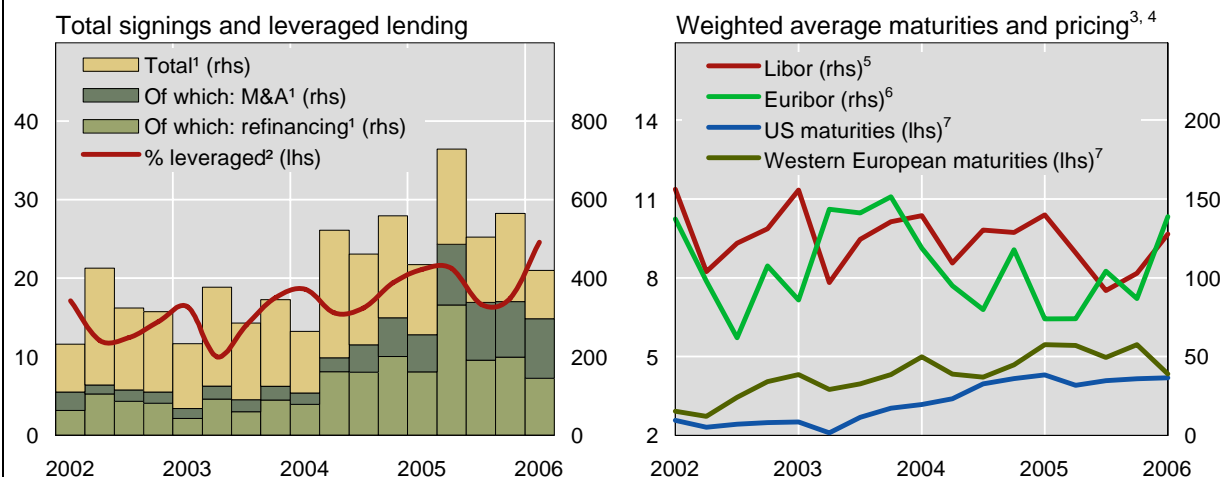 Total signings and leveraged lending
Total¹ (rhs)
Of which: M&A¹ (rhs)
Of which: refinancing¹ (rhs)
% leveraged² (lhs)
40
30
20
10
0
800
600
400
200
0
2002 2003 2004 2005 2006
Weighted average maturities and pricing³, ⁴
Libor (rhs)⁵
Euribor (rhs)⁶
US maturities (lhs)⁷
Western European maturities (lhs)⁷
14
11
8
5
2
200
150
100
50
0
2002 2003 2004 2005 2006